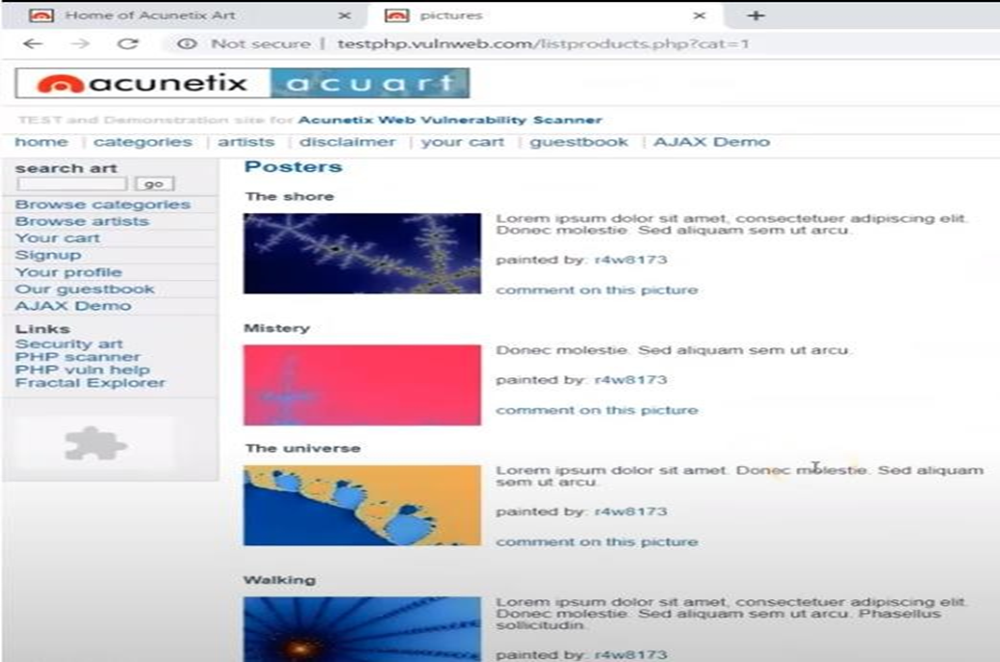 Home of Acunetix Art
pictures
Not secure | testphp.vulnweb.com/listproducts.php?cat=1
acunetix acuart
TEST and Demonstration site for Acunetix Web Vulnerability Scanner
home | categories | artists | disclaimer | your cart | guestbook | AJAX Demo
search art
go
Browse categories
Browse artists
Your cart
Signup
Your profile
Our guestbook
AJAX Demo
Links
Security art
PHP scanner
PHP vuln help
Fractal Explorer
Posters
The shore
Lorem ipsum dolor sit amet, consectetuer adipiscing elit.
Donec molestie. Sed aliquam sem ut arcu.
painted by: r4w8173
comment on this picture
Mistery
Donec molestie. Sed aliquam sem ut arcu.
painted by: r4w8173
comment on this picture
The universe
Lorem ipsum dolor sit amet. Donec molestie. Sed aliquam
sem ut arcu.
painted by: r4w8173
comment on this picture
Walking
Lorem ipsum dolor sit amet, consectetuer adipiscing elit.
Donec molestie. Sed aliquam sem ut arcu. Phasellus
sollicitudin.
painted by: r4w8173